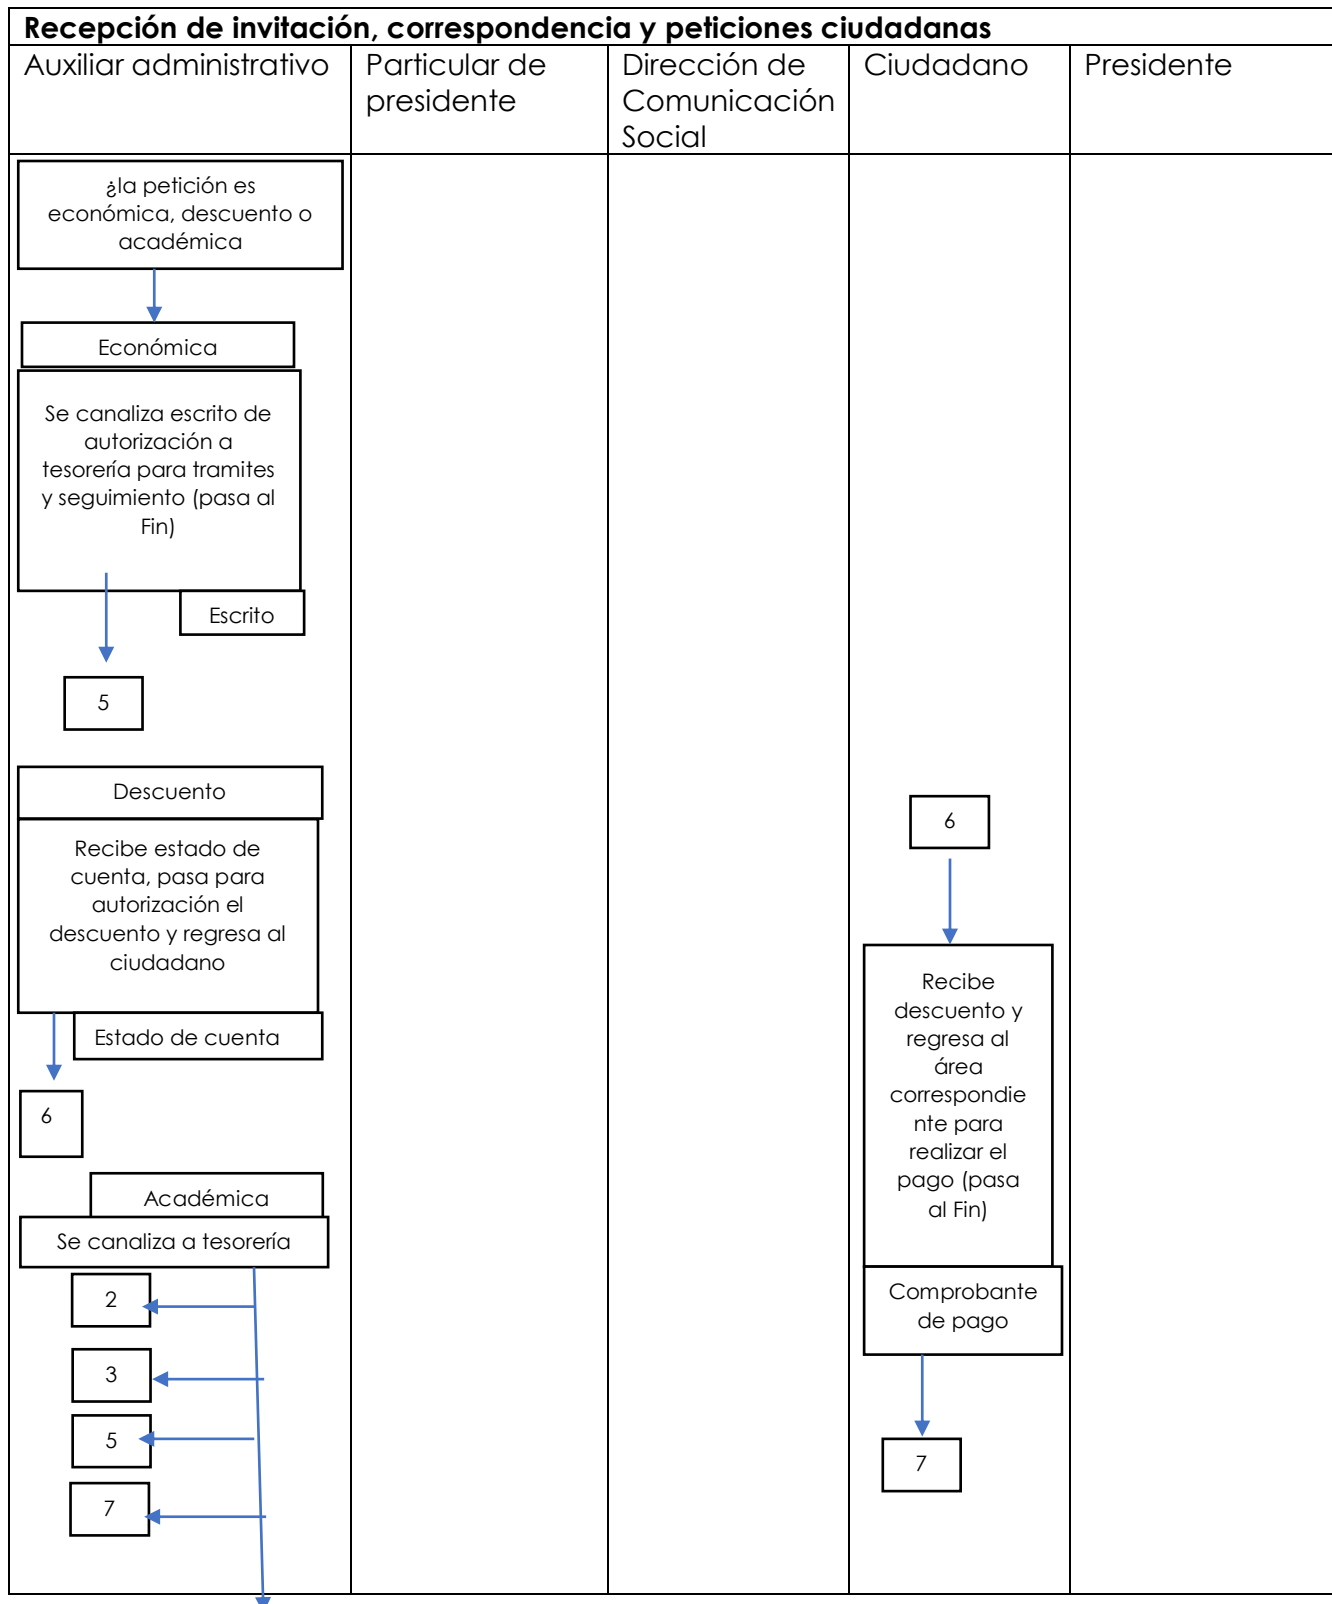 Recepción de invitación, correspondencia y peticiones ciudadanas
Auxiliar administrativo
Particular de
presidente
Dirección de
Comunicación
Social
Ciudadano
Presidente
¿la petición es
económica, descuento o
académica
Económica
Se canaliza escrito de
autorización a
tesorería para tramites
y seguimiento (pasa al
Fin)
Escrito
5
Descuento
Recibe estado de
cuenta, pasa para
autorización el
descuento y regresa al
ciudadano
Estado de cuenta
6
Académica
Se canaliza a tesorería
2
3
5
7
6
Recibe
descuento y
regresa al
área
correspondie
nte para
realizar el
pago (pasa
al Fin)
Comprobante
de pago
7